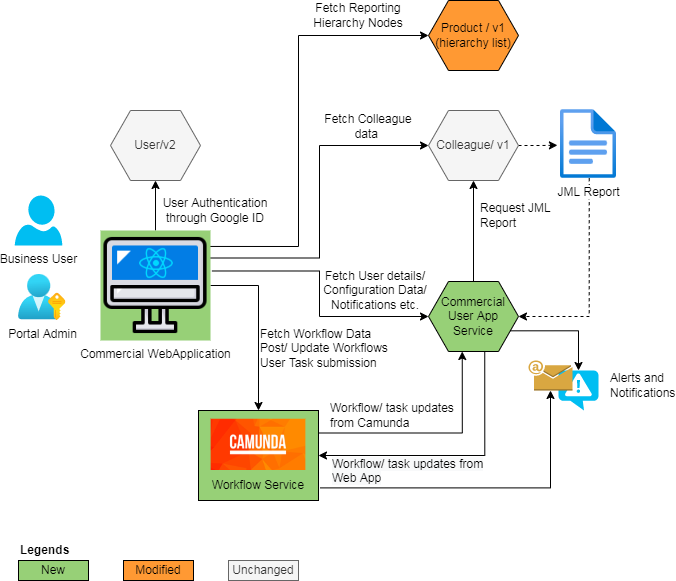 Fetch Reporting
Hierarchy Nodes
Product / v1
(hierarchy list)
User/v2
Fetch Colleague
data
Colleague/ v1
JML Report
User Authentication
through Google ID
Request JML
Report
Business User
Portal Admin
Commercial WebApplication
Fetch User details/
Configuration Data/
Notifications etc.
Commercial
User App
Service
Fetch Workflow Data
Post/ Update Workflows
User Task submission
@
Alerts and
Notifications
CAMUNDA
Workflow Service
Workflow/ task updates
from Camunda
Workflow/ task updates from
Web App
Legends
New
Modified
Unchanged